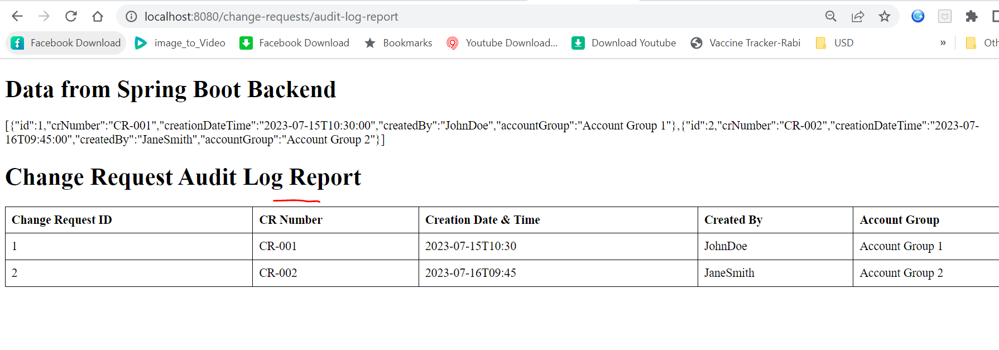 localhost:8080/change-requests/audit-log-report
Facebook Download image_to_Video Facebook Download Bookmarks Youtube Download... Download Youtube Vaccine Tracker-Rabi USD » Oth
Data from Spring Boot Backend
[{"id":1,"crNumber":"CR-001","creationDateTime":"2023-07-15T10:30:00","createdBy":"JohnDoe","accountGroup":"Account Group 1"},{"id":2,"crNumber":"CR-002","creationDateTime":"2023-07-
16T09:45:00","createdBy":"JaneSmith","accountGroup":"Account Group 2"}]
Change Request Audit Log Report
Change Request ID CR Number Creation Date & Time Created By Account Group
1 CR-001 2023-07-15T10:30 JohnDoe Account Group 1
2 CR-002 2023-07-16T09:45 JaneSmith Account Group 2